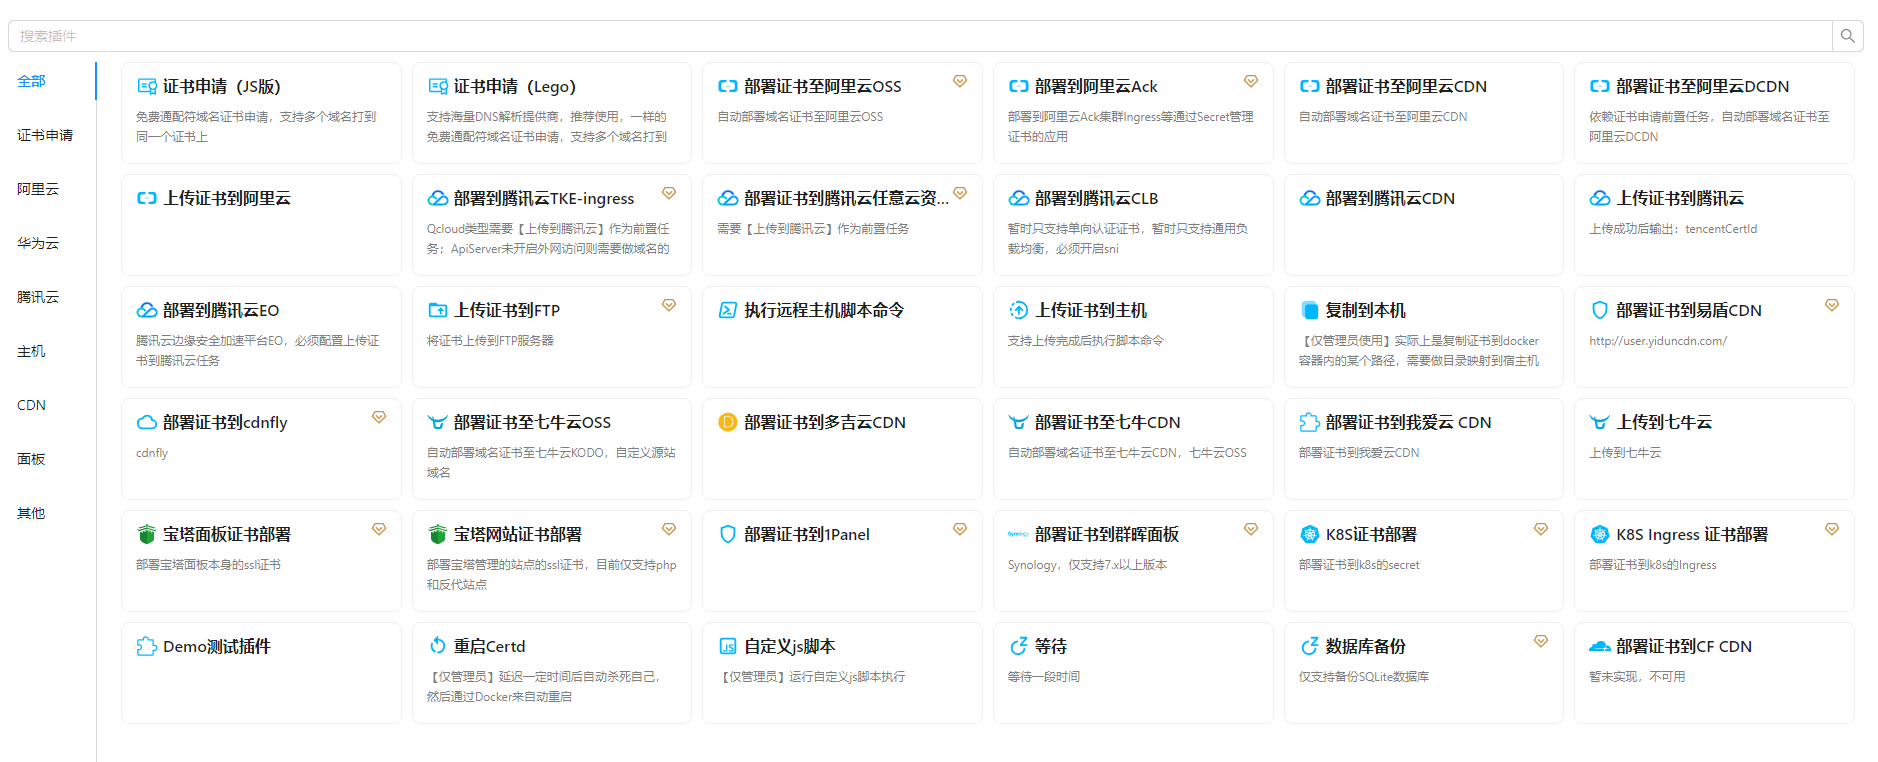 搜索插件
全部
证书申请
阿里云
华为云
腾讯云
主机
CDN
面板
其他
证书申请（JS版）
免费通配符域名证书申请，支持多个域名打到
同一个证书上
证书申请（Lego）
支持海量DNS解析提供商，推荐使用，一样的
免费通配符域名证书申请，支持多个域名打到
部署证书至阿里云OSS
自动部署域名证书至阿里云OSS
部署到阿里云Ack
部署到阿里云Ack集群Ingress等通过Secret管理
证书的应用
部署证书至阿里云CDN
自动部署域名证书至阿里云CDN
部署证书至阿里云DCDN
依赖证书申请前置任务，自动部署域名证书至
阿里云DCDN
上传证书到阿里云
部署到腾讯云TKE-ingress
Qcloud类型需要【上传到腾讯云】作为前置任
务；ApiServer未开启外网访问则需要做域名的
部署证书到腾讯云任意云资...
需要【上传到腾讯云】作为前置任务
部署到腾讯云CLB
暂时只支持单向认证证书，暂时只支持通用负
载均衡，必须开启sni
部署到腾讯云CDN
上传证书到腾讯云
上传成功后输出：tencentCertId
部署到腾讯云EO
腾讯云边缘安全加速平台EO，必须配置上传证
书到腾讯云任务
上传证书到FTP
将证书上传到FTP服务器
执行远程主机脚本命令
上传证书到主机
支持上传完成后执行脚本命令
复制到本机
【仅管理员使用】实际上是复制证书到docker
容器内的某个路径，需要做目录映射到宿主机
部署证书到易盾CDN
http://user.yiduncdn.com/
部署证书到cdnfly
cdnfly
部署证书至七牛云OSS
自动部署域名证书至七牛云KODO，自定义源站
域名
D
部署证书到多吉云CDN
部署证书至七牛CDN
自动部署域名证书至七牛云CDN，七牛云OSS
部署证书到我爱云 CDN
部署证书到我爱云CDN
上传到七牛云
上传到七牛云
宝塔面板证书部署
部署宝塔面板本身的ssl证书
宝塔网站证书部署
部署宝塔管理的站点的ssl证书，目前仅支持php
和反代站点
部署证书到1Panel
Synology
部署证书到群晖面板
Synology，仅支持7.x以上版本
K8S证书部署
部署证书到k8s的secret
K8S Ingress 证书部署
部署证书到k8s的Ingress
Demo测试插件
重启Certd
【仅管理员】延迟一定时间后自动杀死自己，
然后通过Docker来自动重启
JS
自定义js脚本
【仅管理员】运行自定义js脚本执行
等待
等待一段时间
数据库备份
仅支持备份SQLite数据库
部署证书到CF CDN
暂未实现，不可用